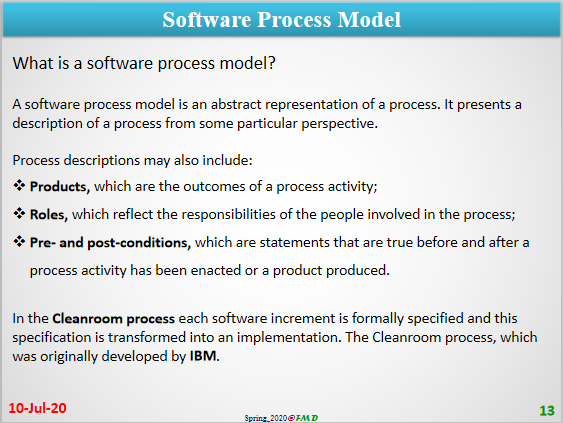 Software Process Model
What is a software process model?
A software process model is an abstract representation of a process. It presents a
description of a process from some particular perspective.
Process descriptions may also include:
❖ Products, which are the outcomes of a process activity;
❖ Roles, which reflect the responsibilities of the people involved in the process;
❖ Pre- and post-conditions, which are statements that are true before and after a
process activity has been enacted or a product produced.
In the Cleanroom process each software increment is formally specified and this
specification is transformed into an implementation. The Cleanroom process, which
was originally developed by IBM.
10-Jul-20
Spring_2020@FMD
13